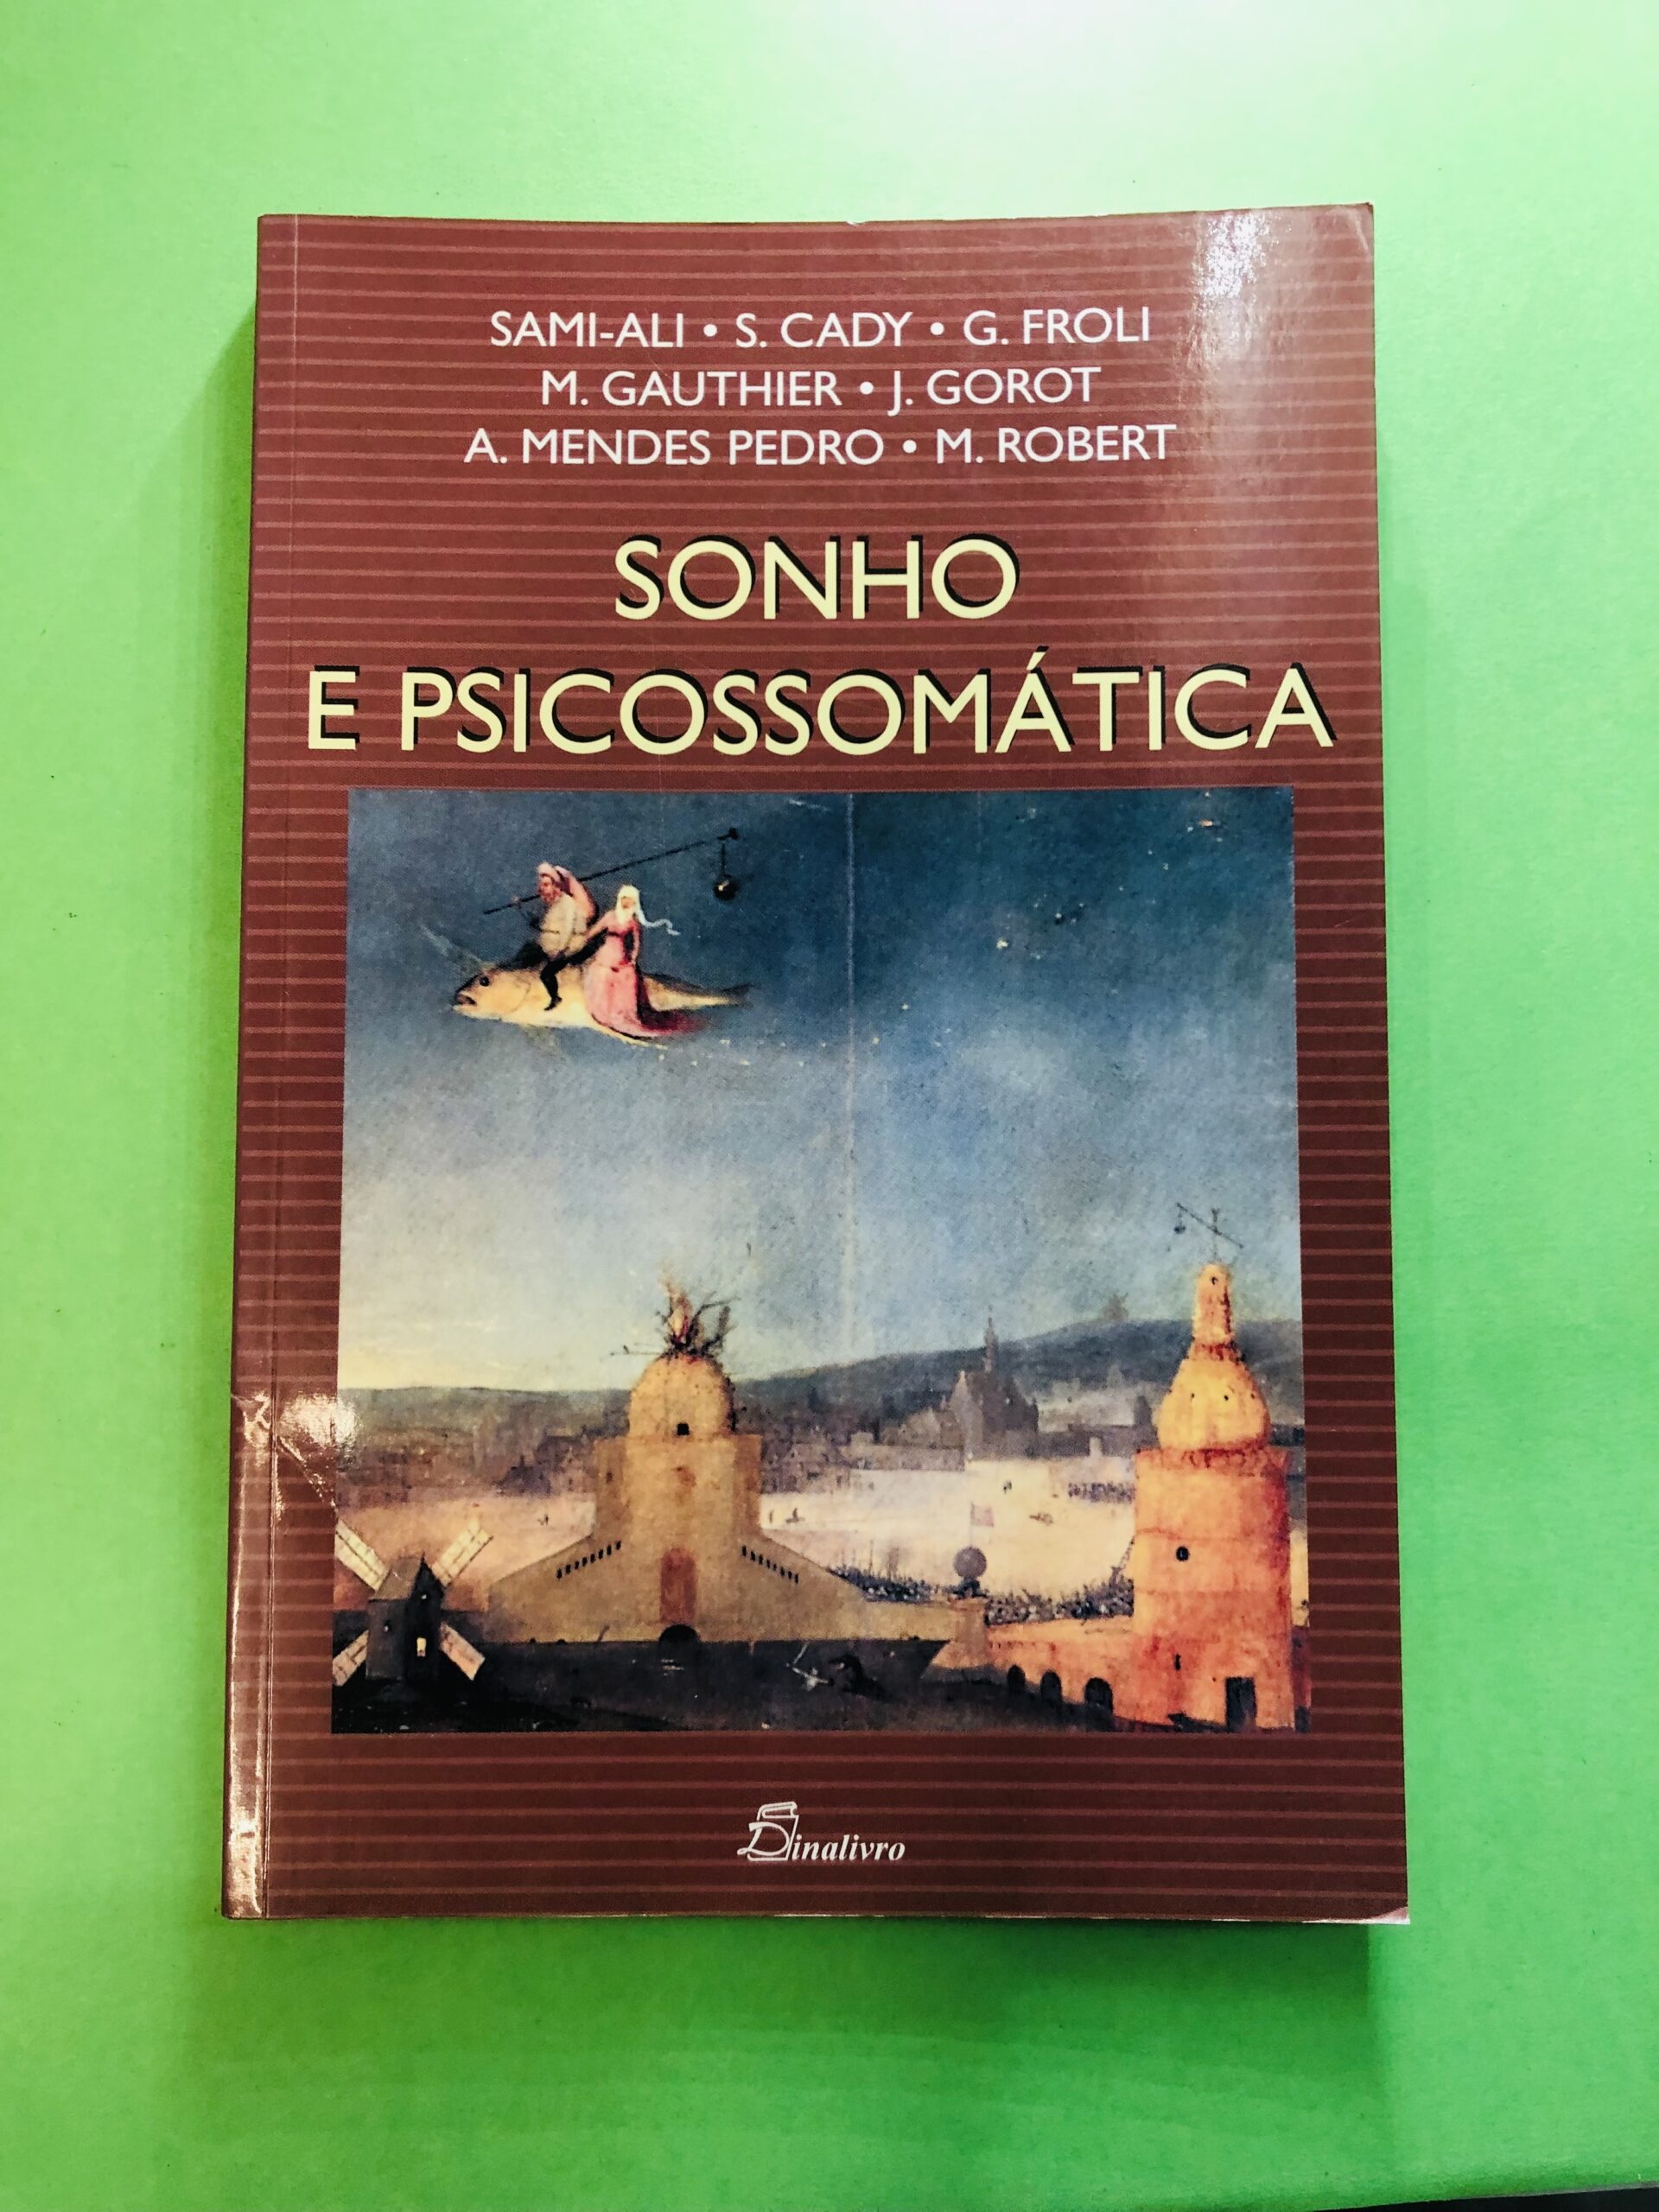 SAMI-ALI • S. CADY • G. FROLI
M. GAUTHIER • J. GOROT
A. MENDES PEDRO • M. ROBERT
SONHO
E PSICOSSOMÁTICA
Dinalivro